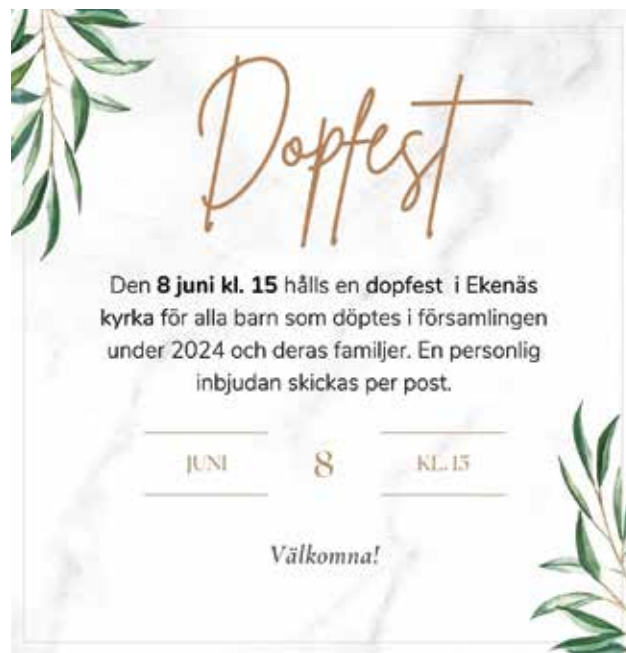 Dopfest
Den 8 juni kl. 15 hålls en dopfest i Ekenäs
kyrka för alla barn som döptes i församlingen
under 2024 och deras familjer. En personlig
inbjudan skickas per post.
JUNI 8 KL. 15
Välkomna!